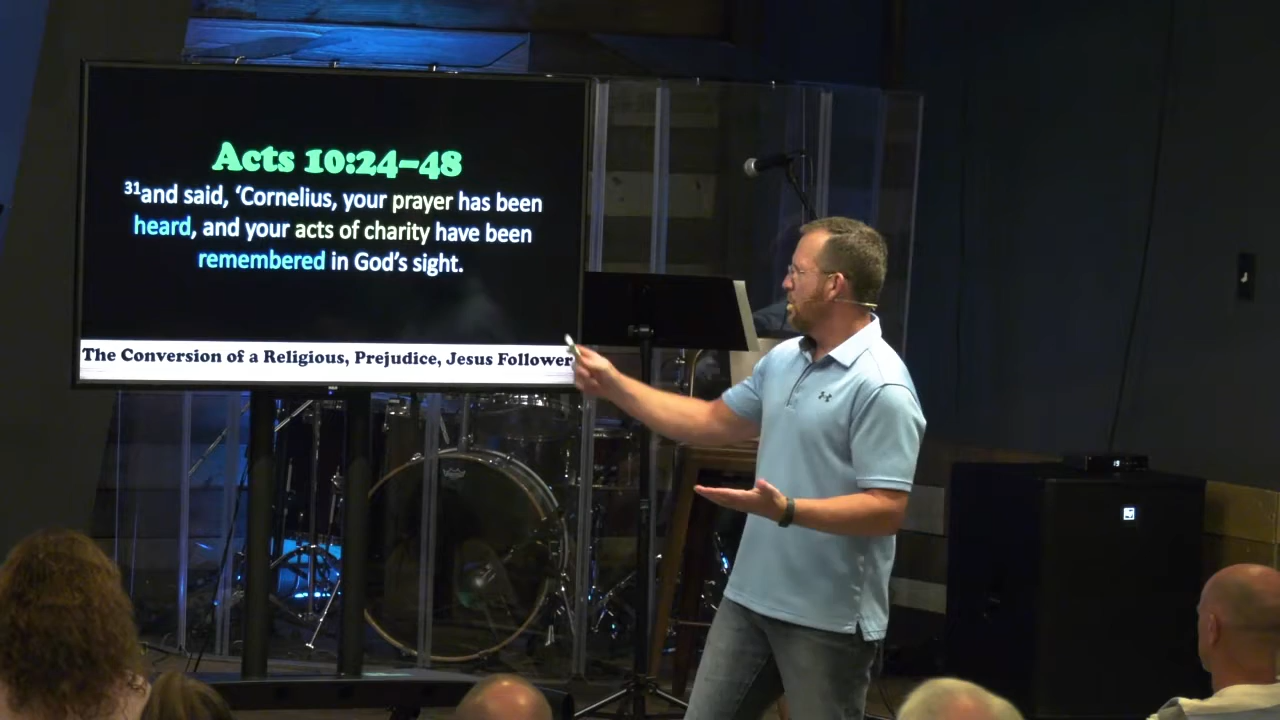 Acts 10:24–48
³¹and said, ‘Cornelius, your prayer has been
heard, and your acts of charity have been
remembered in God’s sight.
The Conversion of a Religious, Prejudice, Jesus Follower
REMO